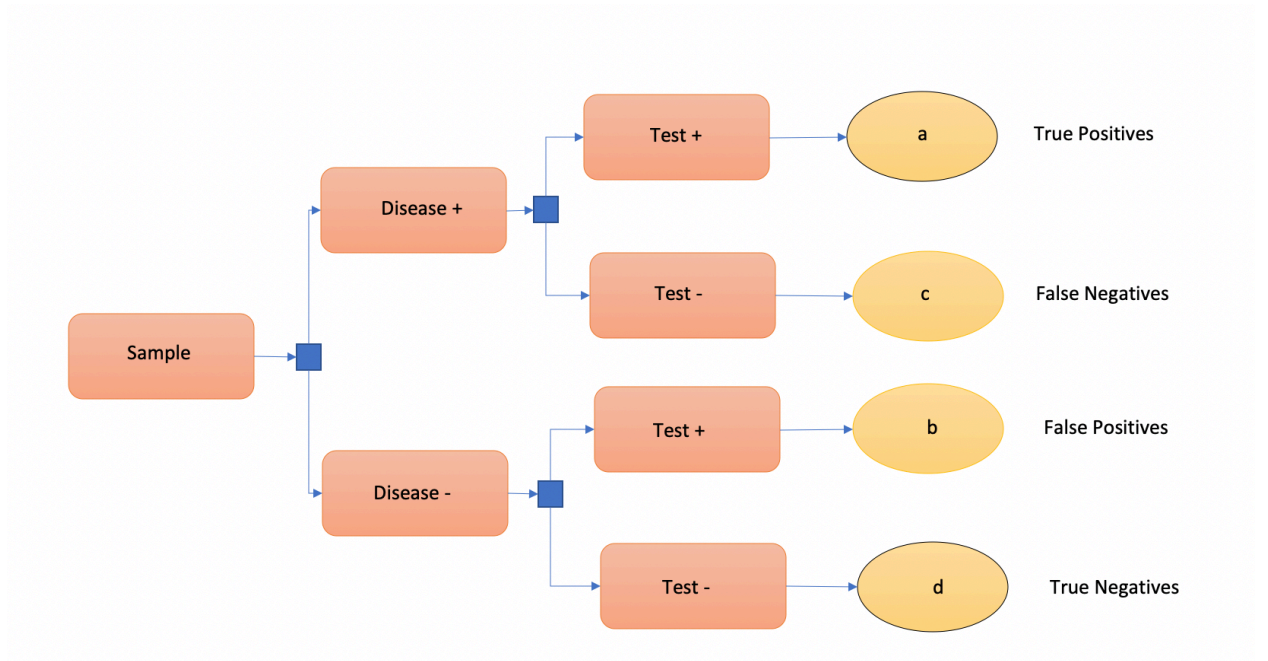 Test +
a
True Positives
Disease +
Test -
c
False Negatives
Sample
Test +
b
False Positives
Disease -
Test -
d
True Negatives